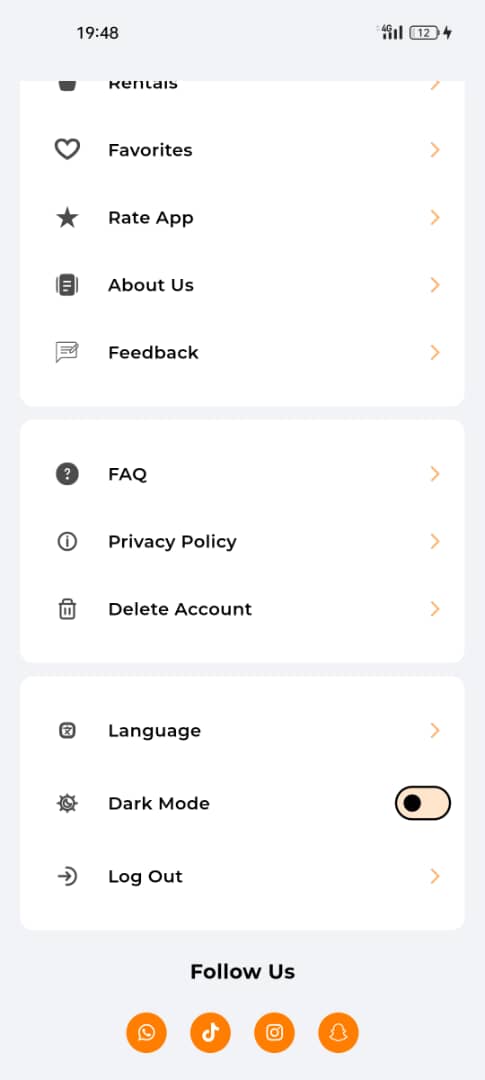 19:48
4G
12
Rentals
Favorites
Rate App
About Us
Feedback
FAQ
Privacy Policy
Delete Account
Language
Dark Mode
Log Out
Follow Us